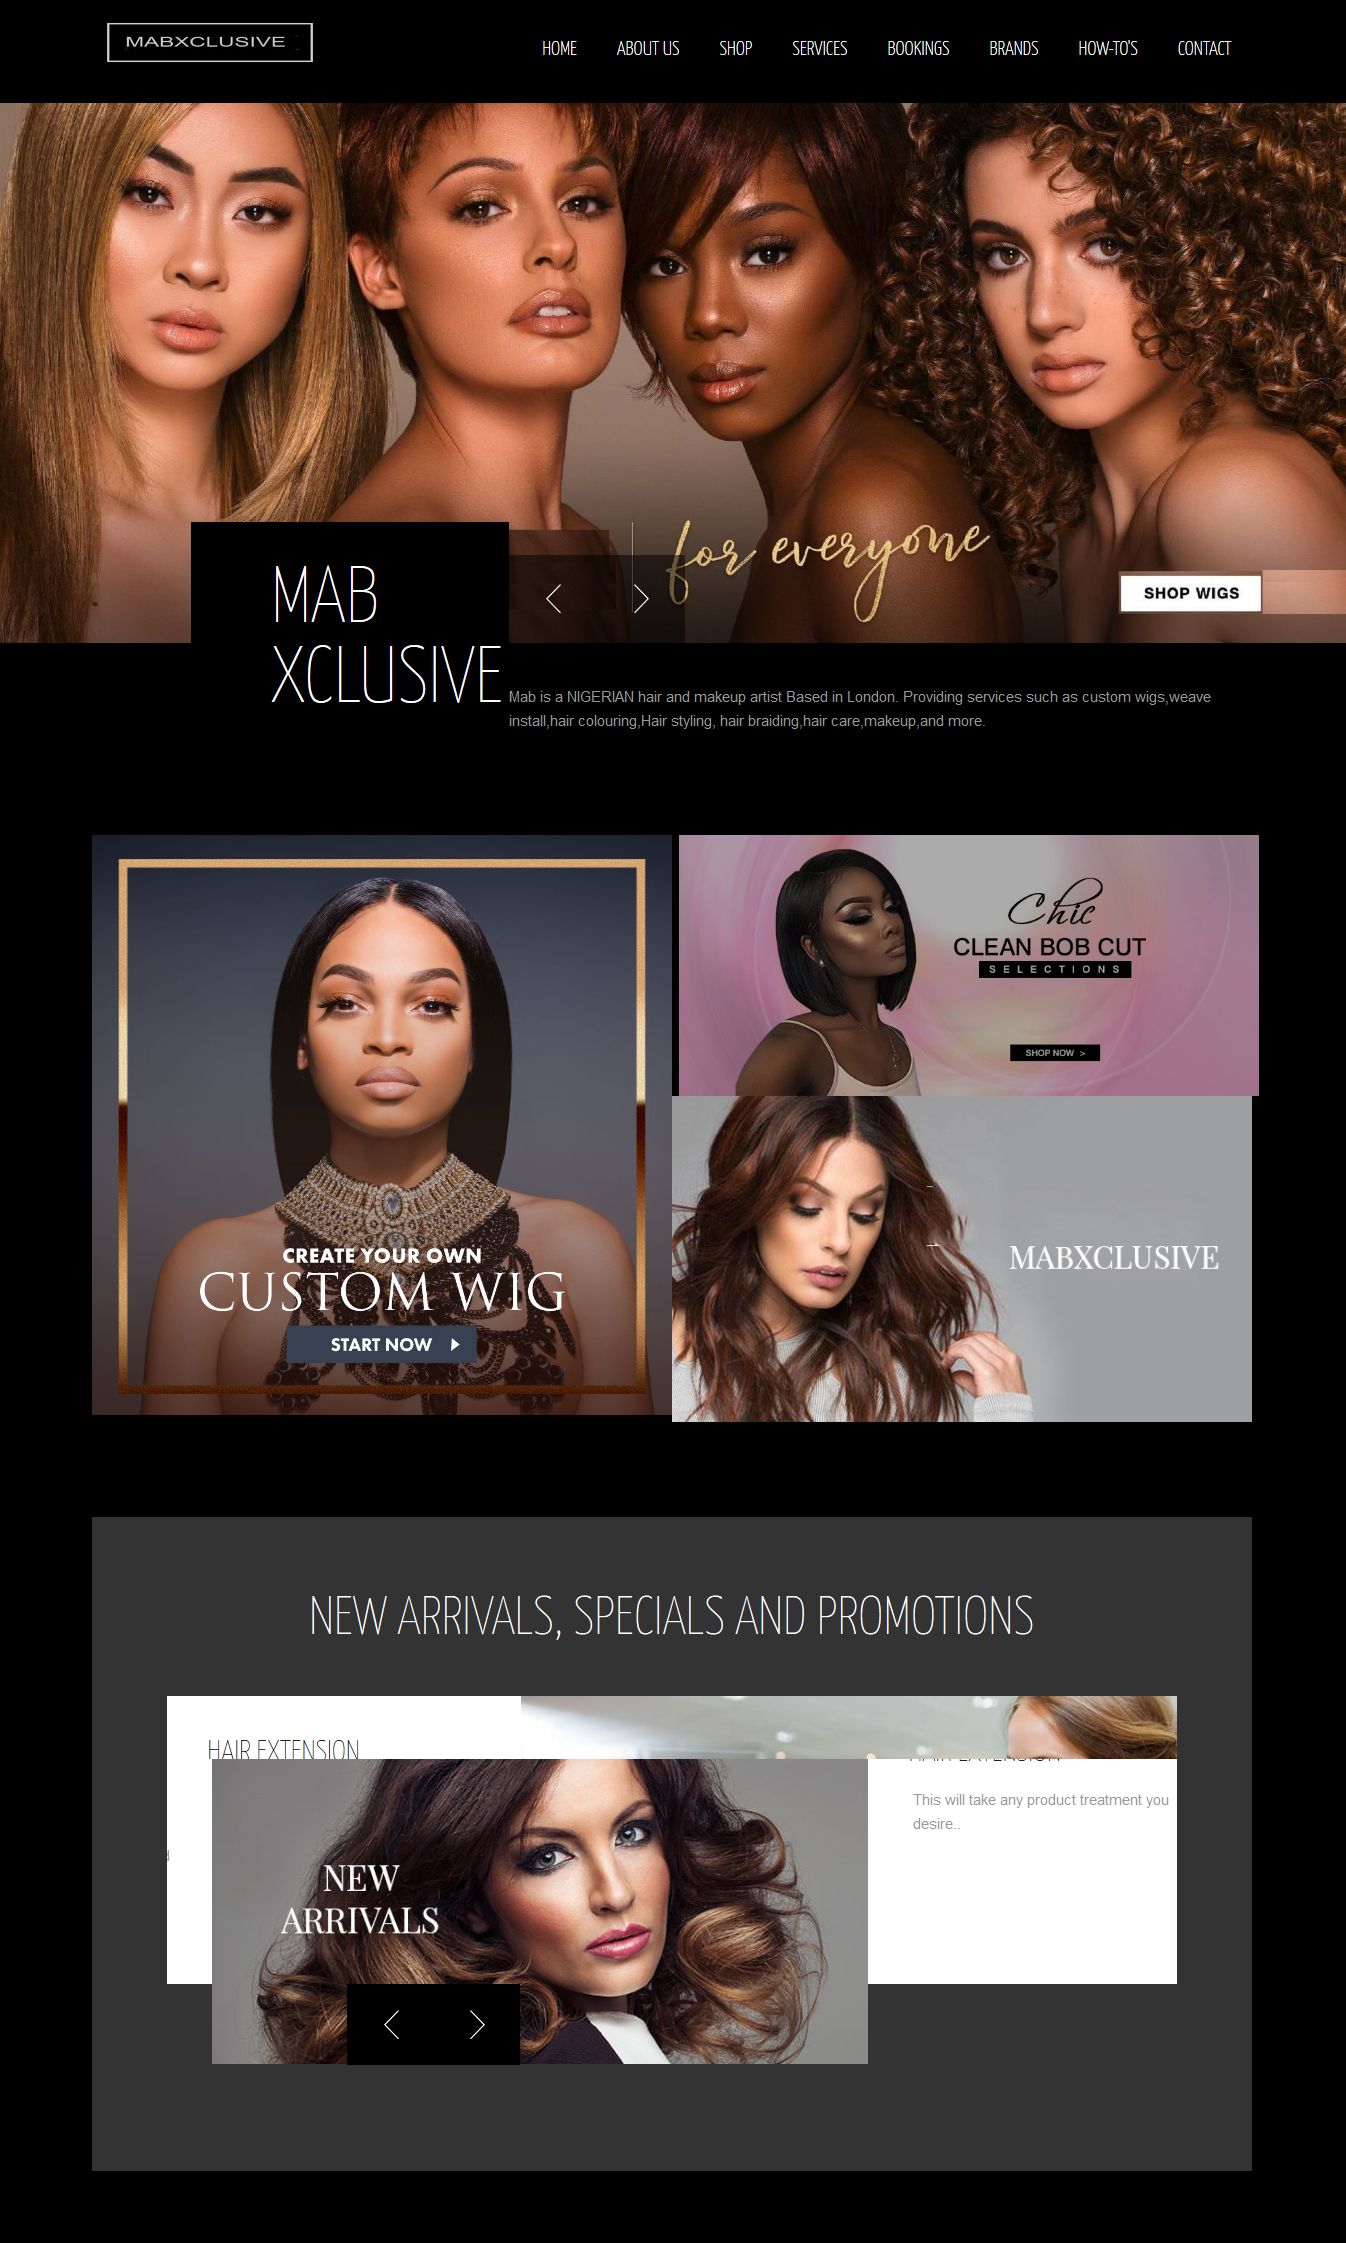 MABXCLUSIVE
HOME ABOUT US SHOP SERVICES BOOKINGS BRANDS HOW-TO'S CONTACT
for everyone
SHOP WIGS
MAB
XCLUSIVE
Mab is a NIGERIAN hair and makeup artist Based in London. Providing services such as custom wigs,weave
install,hair colouring,Hair styling, hair braiding,hair care,makeup,and more.
Chic
CLEAN BOB CUT
SELECTIONS
SHOP NOW >
CREATE YOUR OWN
CUSTOM WIG
START NOW
MABXCLUSIVE
NEW ARRIVALS, SPECIALS AND PROMOTIONS
HAIR EXTENSION
HAIR EXTENSION
This will take any product treatment you
desire..
NEW
ARRIVALS